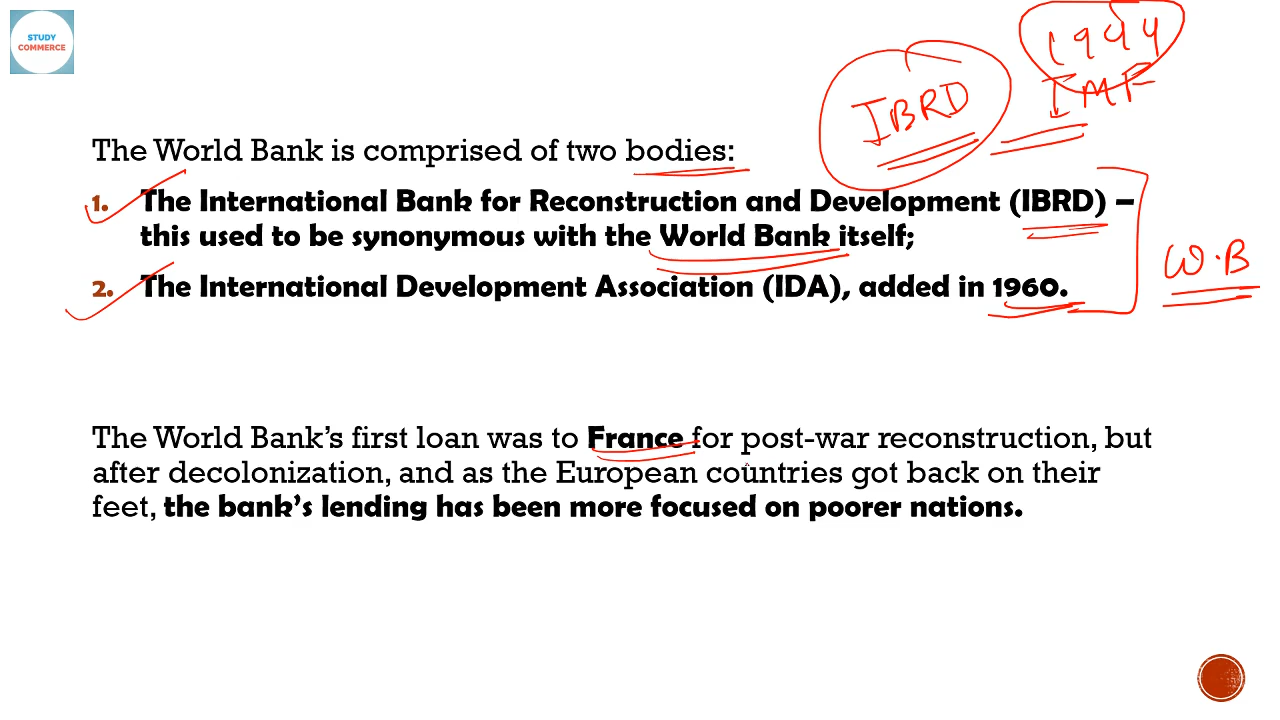 STUDY
COMMERCE
1944
IBRD
IMF
The World Bank is comprised of two bodies:
1. The International Bank for Reconstruction and Development (IBRD) –
this used to be synonymous with the World Bank itself;
W.B
2. The International Development Association (IDA), added in 1960.
The World Bank’s first loan was to France for post-war reconstruction, but
after decolonization, and as the European countries got back on their
feet, the bank’s lending has been more focused on poorer nations.